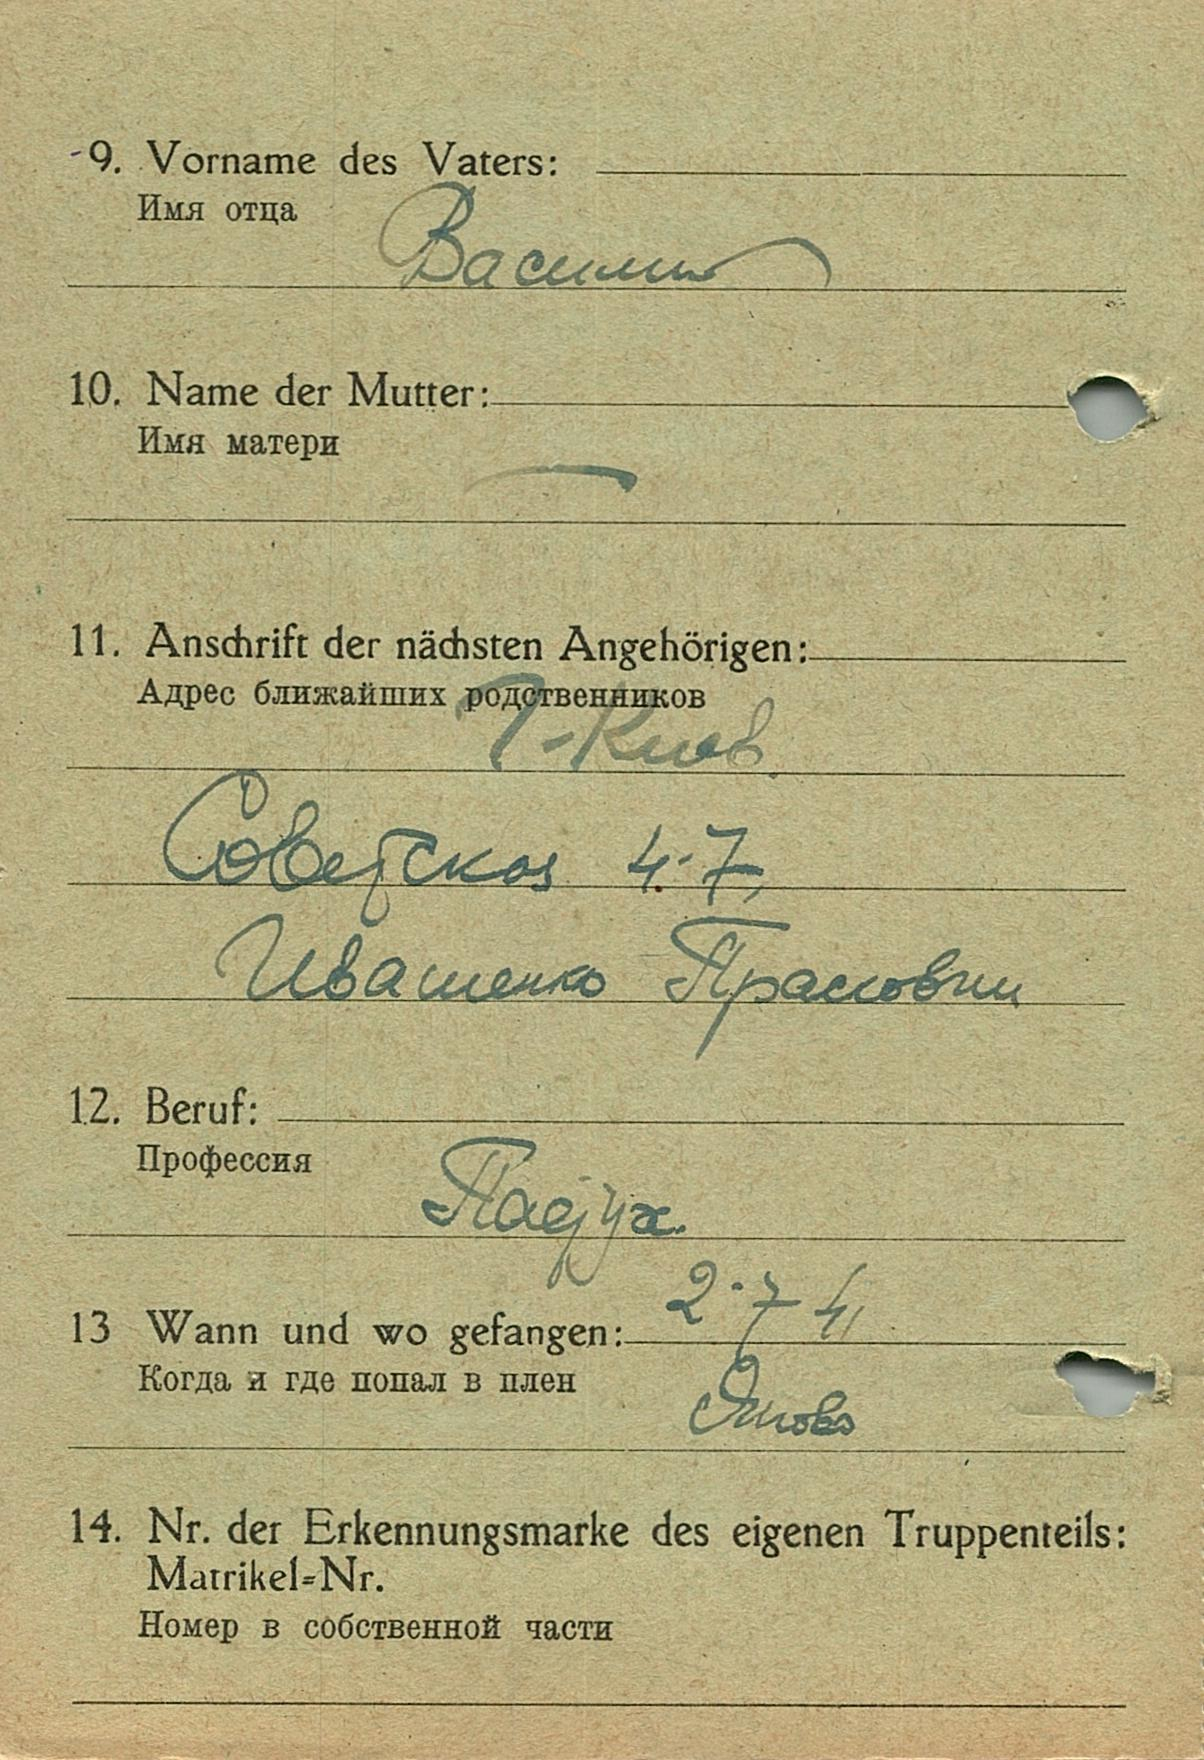 9. Vorname des Vaters:
Имя отца
Василий
10. Name der Mutter:
Имя матери
—
11. Anschrift der nächsten Angehörigen:
Адрес ближайших родственников
Г-Киев.
Советская 4-7,
Ивашенко Прасковии
12. Beruf:
Профессия
Пастух.
2.7 41
13 Wann und wo gefangen:
Когда и где попал в плен
14. Nr. der Erkennungsmarke des eigenen Truppenteils:
Matrikel-Nr.
Номер в собственной части